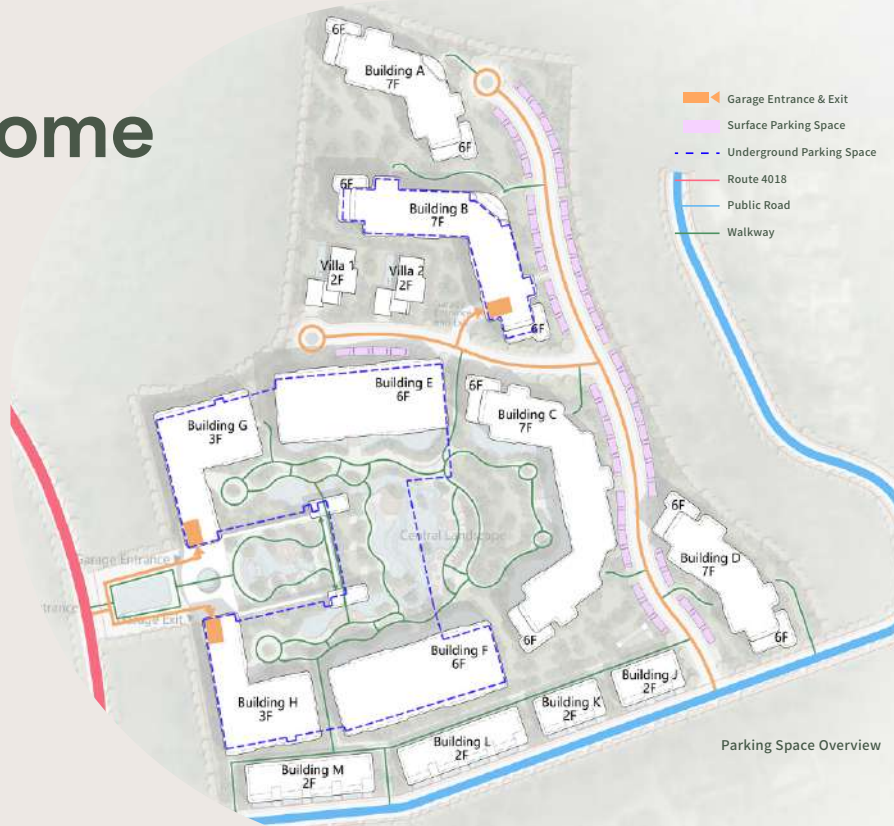 ome
6F
Building A
7F
6F
Garage Entrance & Exit
Surface Parking Space
Underground Parking Space
Route 4018
Public Road
Walkway
6F
Building B
7F
Villa 1
2F
Villa 2
2F
6F
Building E
6F
6F
Building C
7F
Building G
3F
Central Landscape
6F
Building D
7F
Garage Entrance
trance
Exit
6F
6F
Building F
6F
Building H
3F
Building J
2F
Building K
2F
Building L
2F
Building M
2F
Parking Space Overview